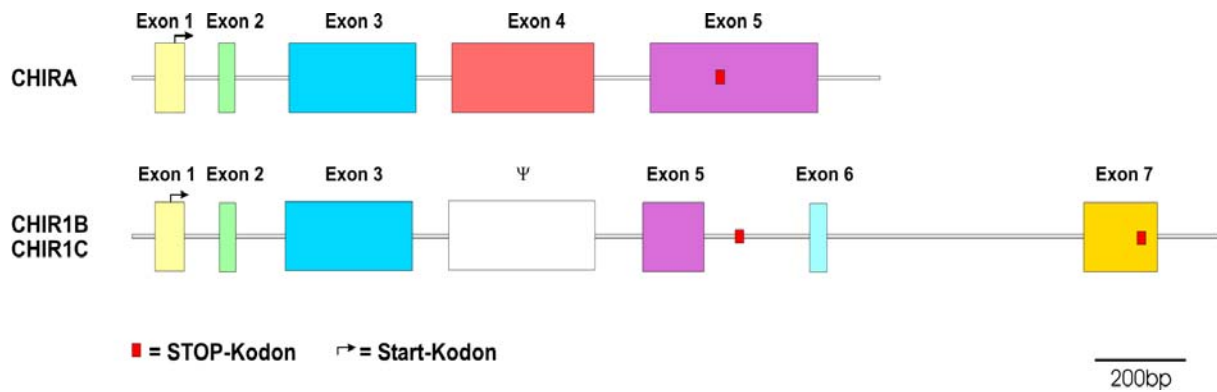 Exon 1 Exon 2 Exon 3 Exon 4 Exon 5
CHIRA
Exon 1 Exon 2 Exon 3 Ψ Exon 5 Exon 6 Exon 7
CHIR1B
CHIR1C
= STOP-Kodon = Start-Kodon
200bp